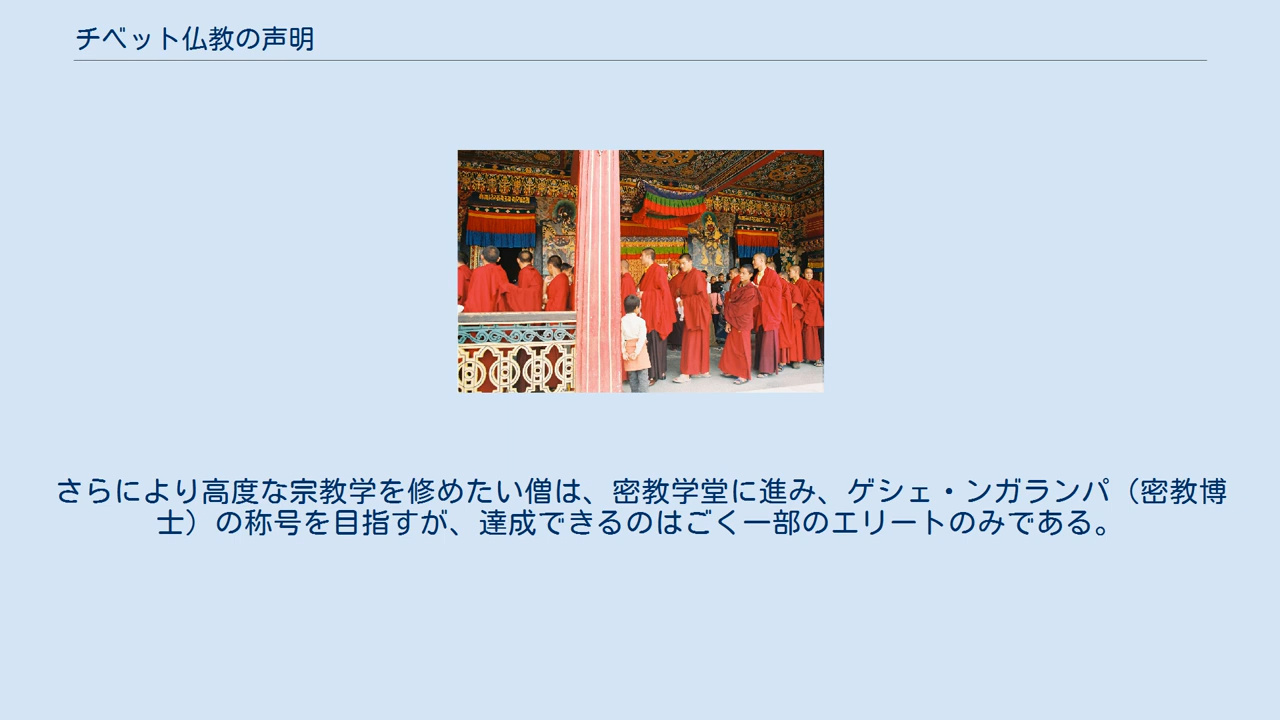 チベット仏教の声明
さらにより高度な宗教学を修めたい僧は、密教学堂に進み、ゲシェ・ンガランパ（密教博
士）の称号を目指すが、達成できるのはごく一部のエリートのみである。